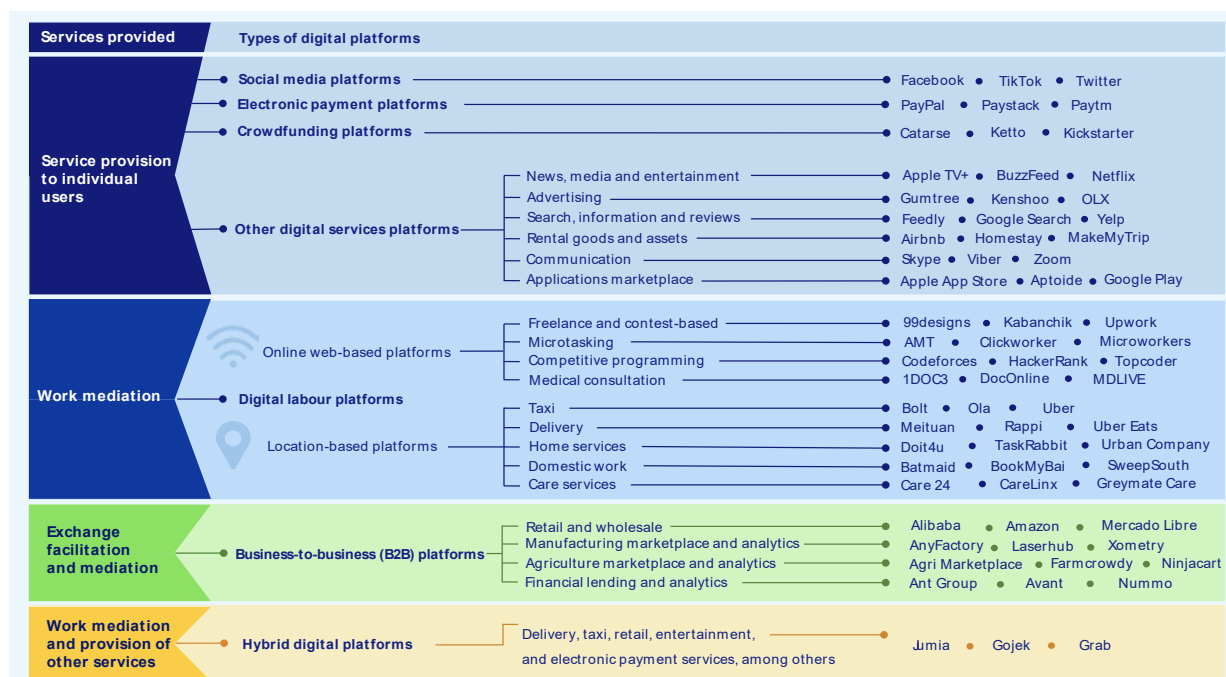 Services provided
Types of digital platforms
Service provision
to individual
users
Social media platforms
Facebook • TikTok • Twitter
Electronic payment platforms
PayPal • Paystack • Paytm
Crowdfunding platforms
Catarse • Ketto • Kickstarter
Other digital services platforms
News, media and entertainment
Apple TV+ • BuzzFeed • Netflix
Advertising
Gumtree • Kenshoo • OLX
Search, information and reviews
Feedly • Google Search • Yelp
Rental goods and assets
Airbnb • Homestay • MakeMyTrip
Communication
Skype • Viber • Zoom
Applications marketplace
Apple App Store • Aptoide • Google Play
Work mediation
Digital labour platforms
Online web-based platforms
Freelance and contest-based
99designs • Kabanchik • Upwork
Microtasking
AMT • Clickworker • Microworkers
Competitive programming
Codeforces • HackerRank • Topcoder
Medical consultation
1DOC3 • DocOnline • MDLIVE
Location-based platforms
Taxi
Bolt • Ola • Uber
Delivery
Meituan • Rappi • Uber Eats
Home services
Doit4u • TaskRabbit • Urban Company
Domestic work
Batmaid • BookMyBai • SweepSouth
Care services
Care 24 • CareLinx • Greymate Care
Exchange
facilitation
and mediation
Business-to-business (B2B) platforms
Retail and wholesale
Alibaba • Amazon • Mercado Libre
Manufacturing marketplace and analytics
AnyFactory • Laserhub • Xometry
Agriculture marketplace and analytics
Agri Marketplace • Farmcrowdy • Ninjacart
Financial lending and analytics
Ant Group • Avant • Nummo
Work mediation
and provision of
other services
Hybrid digital platforms
Delivery, taxi, retail, entertainment,
and electronic payment services, among others
Jumia • Gojek • Grab